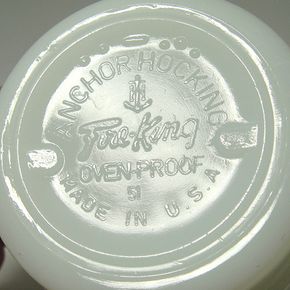 ANCHOR HOCKING
Fire-King
OVEN-PROOF
51
MADE IN U.S.A